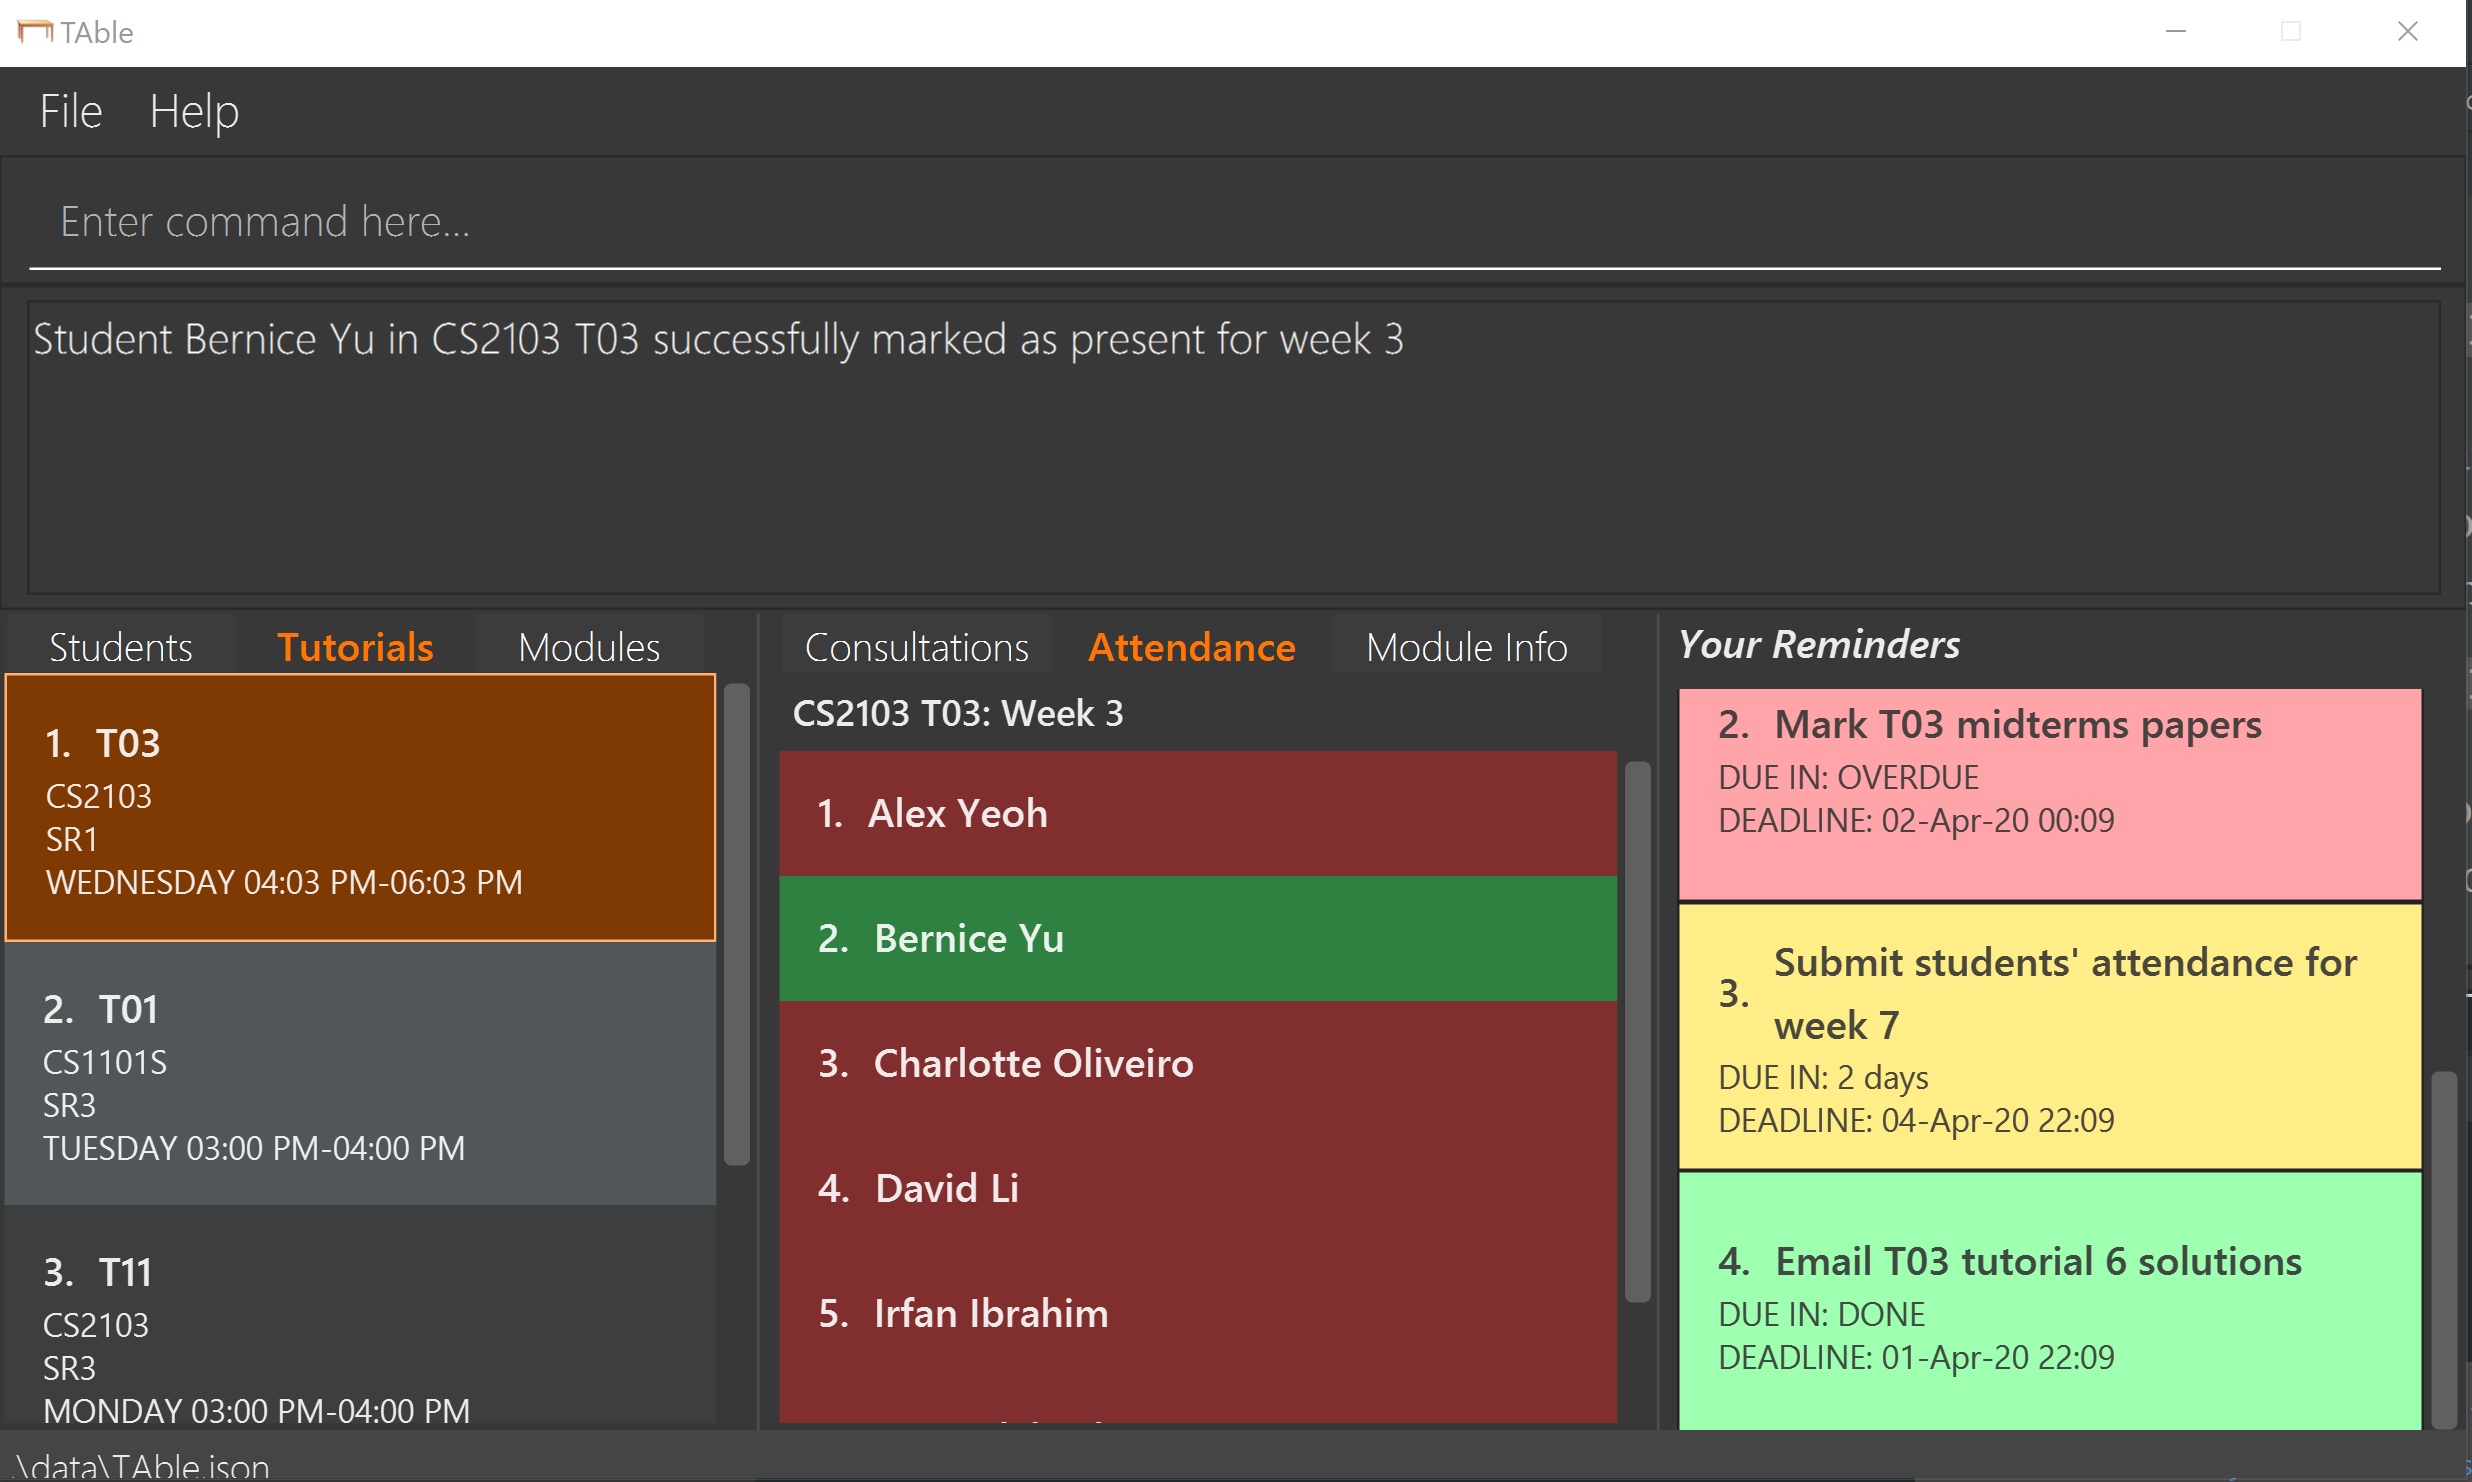 TAble
File Help
Enter command here...
Student Bernice Yu in CS2103 T03 successfully marked as present for week 3
Students Tutorials Modules
1. T03
CS2103
SR1
WEDNESDAY 04:03 PM-06:03 PM
2. T01
CS1101S
SR3
TUESDAY 03:00 PM-04:00 PM
3. T11
CS2103
SR3
MONDAY 03:00 PM-04:00 PM
Consultations Attendance Module Info
CS2103 T03: Week 3
1. Alex Yeoh
2. Bernice Yu
3. Charlotte Oliveiro
4. David Li
5. Irfan Ibrahim
Your Reminders
2. Mark T03 midterms papers
DUE IN: OVERDUE
DEADLINE: 02-Apr-20 00:09
3. Submit students' attendance for
week 7
DUE IN: 2 days
DEADLINE: 04-Apr-20 22:09
4. Email T03 tutorial 6 solutions
DUE IN: DONE
DEADLINE: 01-Apr-20 22:09
.\data\TAble.json